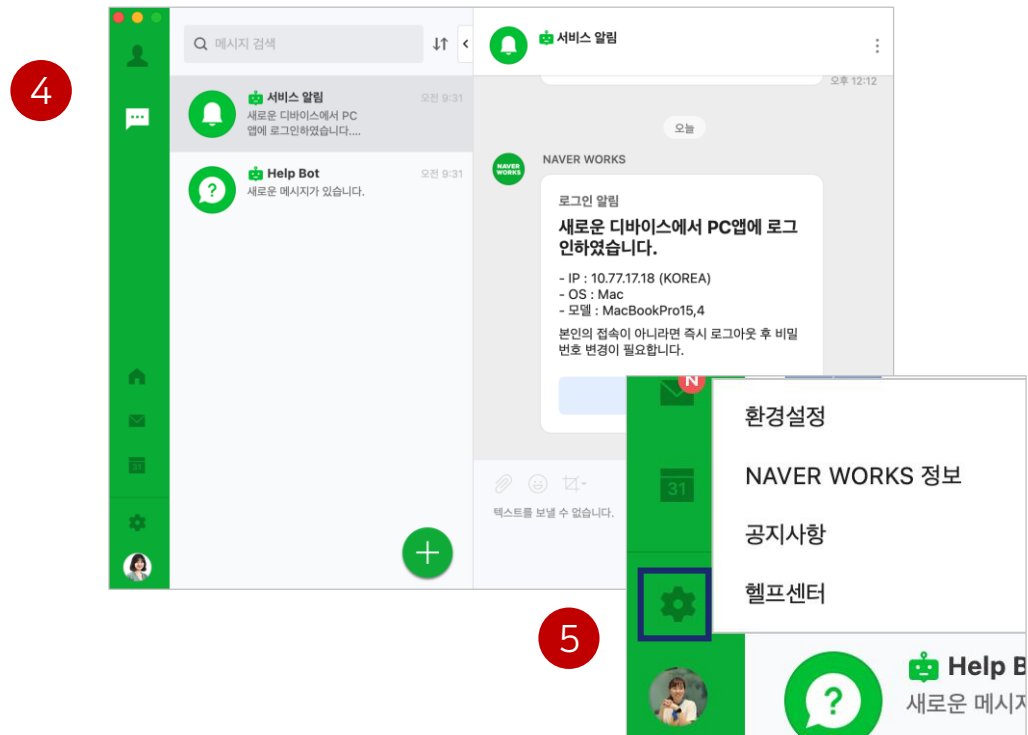 4
메시지 검색
서비스 알림
오전 9:31
새로운 디바이스에서 PC
앱에 로그인하였습니다....
Help Bot
오전 9:31
새로운 메시지가 있습니다.
31
서비스 알림
오후 12:12
오늘
NAVER WORKS
NAVER
WORKS
로그인 알림
새로운 디바이스에서 PC앱에 로그
인하였습니다.
- IP : 10.77.17.18 (KOREA)
- OS : Mac
- 모델 : MacBookPro15,4
본인의 접속이 아니라면 즉시 로그아웃 후 비밀
번호 변경이 필요합니다.
텍스트를 보낼 수 없습니다.
5
N
31
환경설정
NAVER WORKS 정보
공지사항
헬프센터
Help B
새로운 메시지